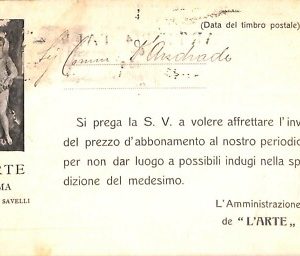 (Data del timbro postale)
D'Andrade
Si prega la S. V. a volere affrettare l'inv
del prezzo d'abbonamento al nostro periodic
per non dar luogo a possibili indugi nella sp
dizione del medesimo.
L'Amministrazione
de "L'ARTE"
RTE
MA
SAVELLI